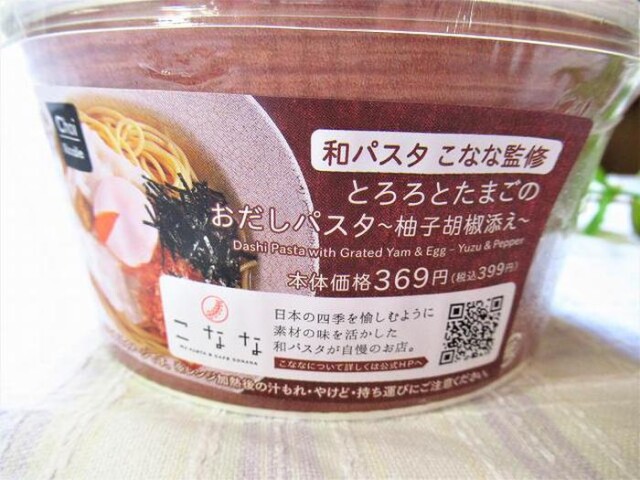 Choi
Noodle
和パスタ こなな監修
とろろとたまごの
おだしパスタ~柚子胡椒添え~
Dashi Pasta with Grated Yam & Egg - Yuzu & Pepper
本体価格369円(税込399円)
こなな
WA PASTA & CAFE KONANA
日本の四季を愉しむように
素材の味を活かした
和パスタが自慢のお店。
こななについて詳しくは公式HPへ
レンジ加熱後の汁もれ・やけど・持ち運びにご注意ください。